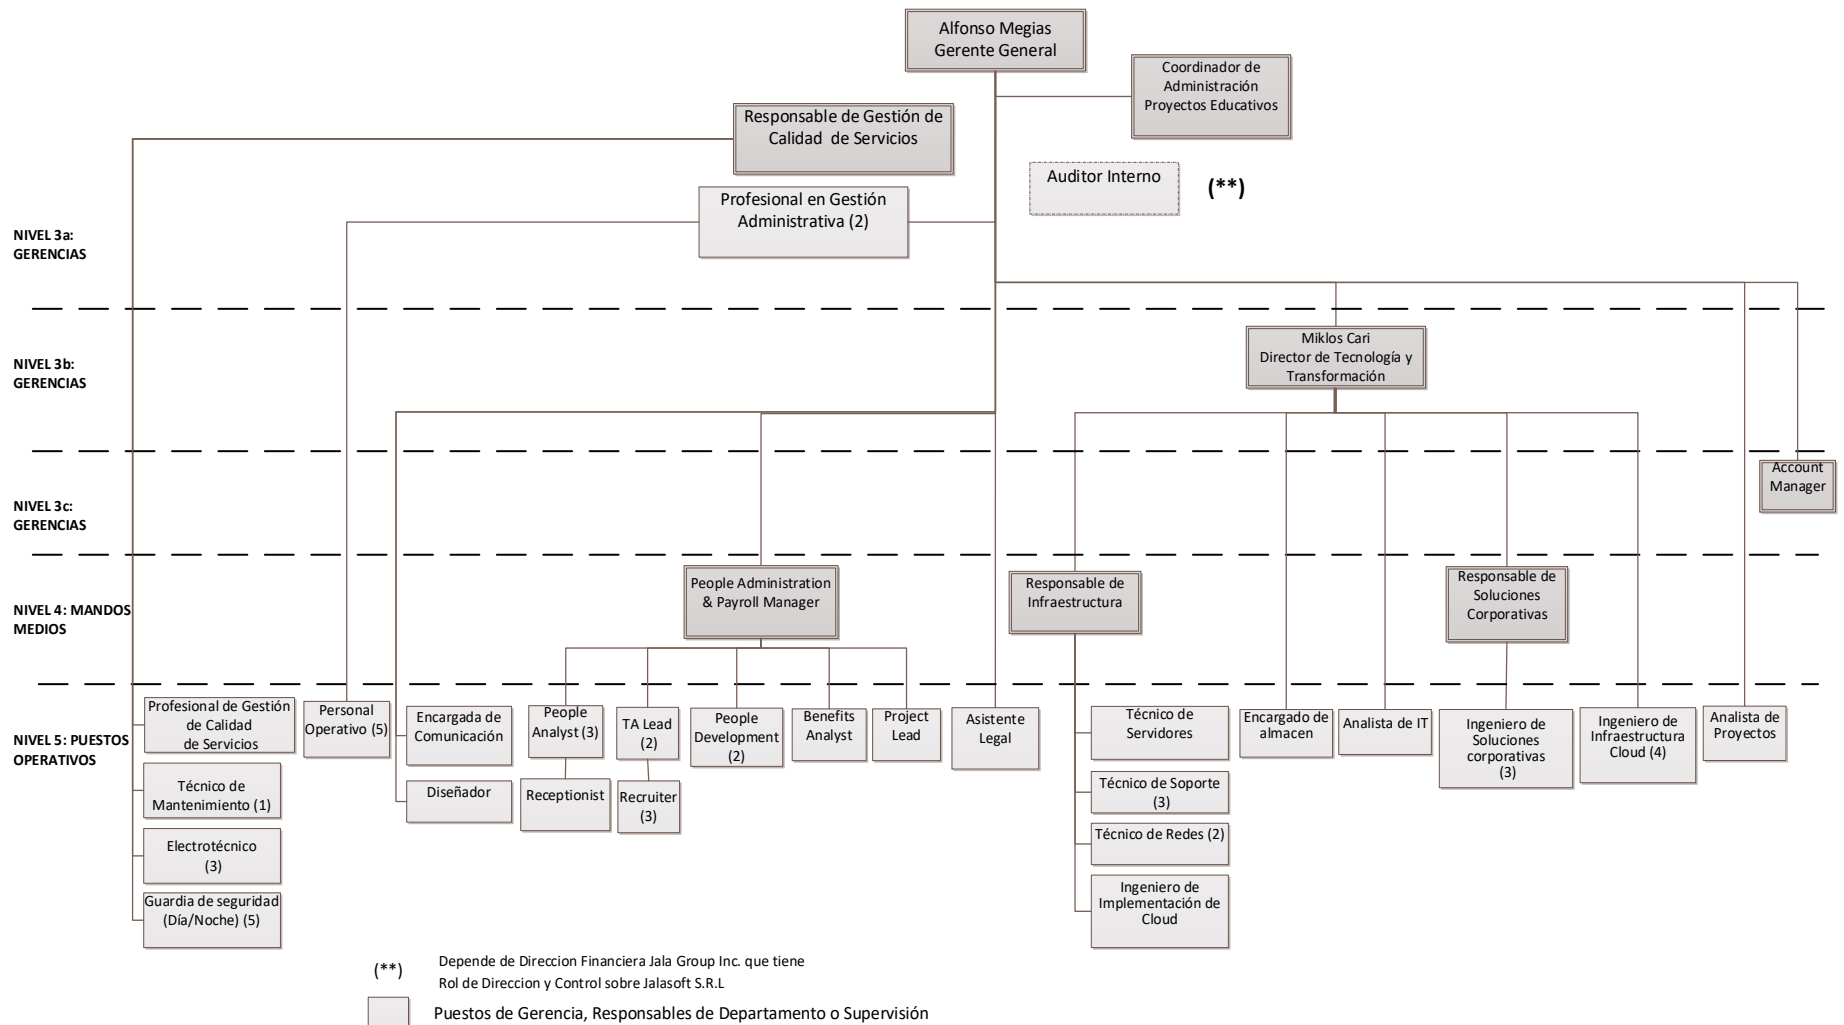 Alfonso Megias
Gerente General
Coordinador de
Administración
Proyectos Educativos
Responsable de Gestión de
Calidad de Servicios
Auditor Interno
(**)
Profesional en Gestión
Administrativa (2)
NIVEL 3a:
GERENCIAS
NIVEL 3b:
GERENCIAS
Miklos Cari
Director de Tecnología y
Transformación
NIVEL 3c:
GERENCIAS
Account
Manager
NIVEL 4: MANDOS
MEDIOS
People Administration
& Payroll Manager
Responsable de
Infraestructura
Responsable de
Soluciones
Corporativas
NIVEL 5: PUESTOS
OPERATIVOS
Profesional de Gestión
de Calidad
de Servicios
Personal
Operativo (5)
Encargada de
Comunicación
People
Analyst (3)
TA Lead
(2)
People
Development
(2)
Benefits
Analyst
Project
Lead
Asistente
Legal
Técnico de
Servidores
Encargado de
almacen
Analista de IT
Ingeniero de
Soluciones
corporativas
(3)
Ingeniero de
Infraestructura
Cloud (4)
Analista de
Proyectos
Técnico de
Mantenimiento (1)
Diseñador
Receptionist
Recruiter
(3)
Técnico de Soporte
(3)
Electrotécnico
(3)
Técnico de Redes (2)
Guardia de seguridad
(Día/Noche) (5)
Ingeniero de
Implementación de
Cloud
(**)
Depende de Direccion Financiera Jala Group Inc. que tiene
Rol de Direccion y Control sobre Jalasoft S.R.L
Puestos de Gerencia, Responsables de Departamento o Supervisión